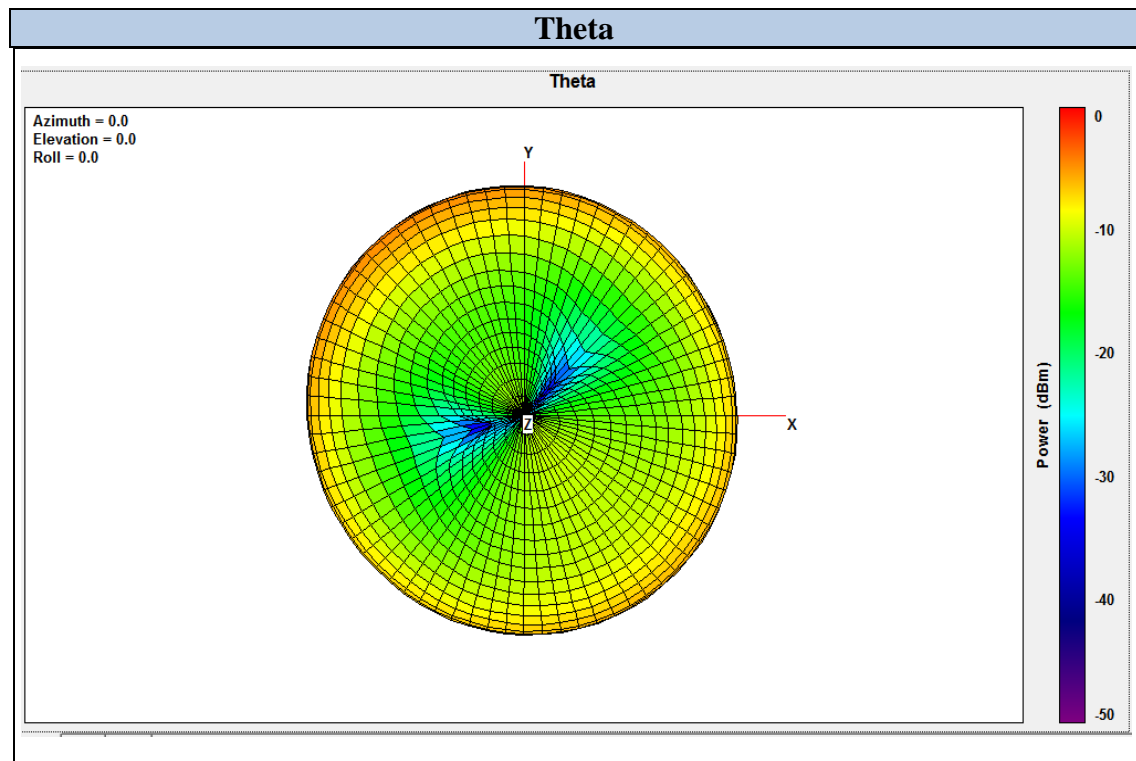 Theta
Theta
Azimuth = 0.0
Elevation = 0.0
Roll = 0.0
Y
X
Z
0
-10
-20
-30
-40
-50
Power (dBm)